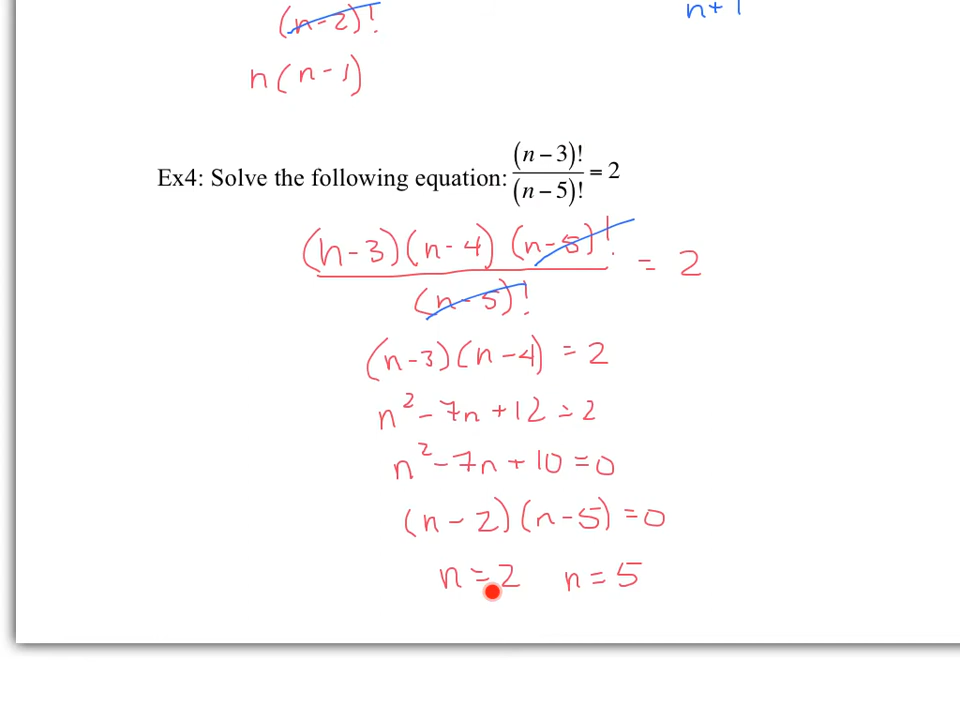 (n-2)!
n+1
n(n-1)
Ex4: Solve the following equation: (n-3)!/(n-5)! = 2
(n-3)(n-4)(n-5)!/(n-5)! = 2
(n-3)(n-4) = 2
n²-7n+12=2
n²-7n+10=0
(n-2)(n-5)=0
n=2 n=5